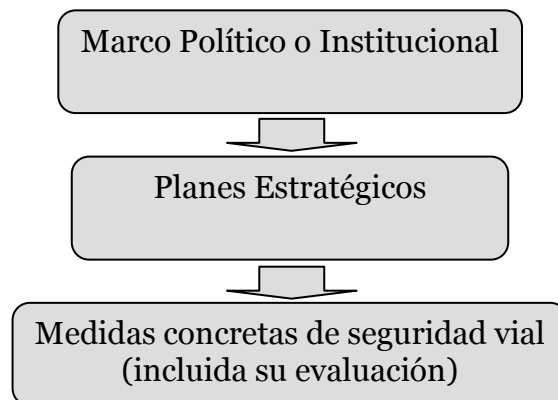 Marco Político o Institucional
Planes Estratégicos
Medidas concretas de seguridad vial
(incluida su evaluación)